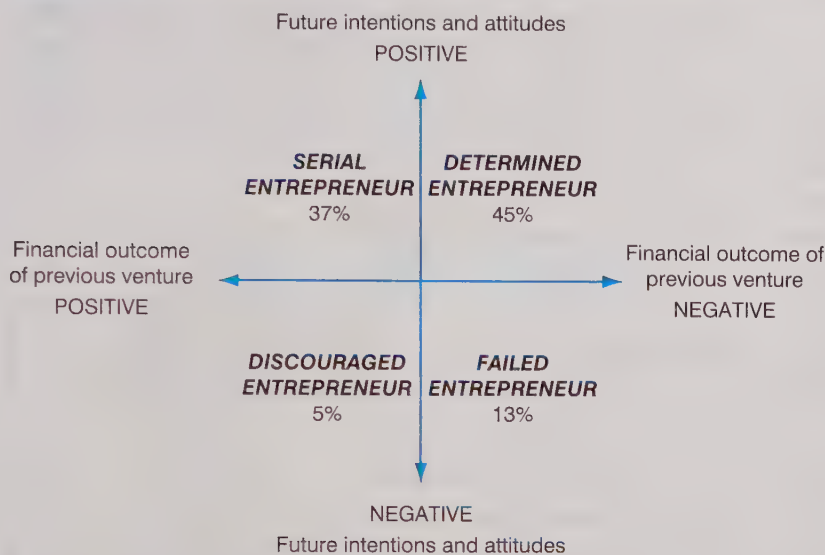 Future intentions and attitudes
POSITIVE
SERIAL
ENTREPRENEUR
37%
DETERMINED
ENTREPRENEUR
45%
Financial outcome
of previous venture
POSITIVE
Financial outcome of
previous venture
NEGATIVE
DISCOURAGED
ENTREPRENEUR
5%
FAILED
ENTREPRENEUR
13%
NEGATIVE
Future intentions and attitudes